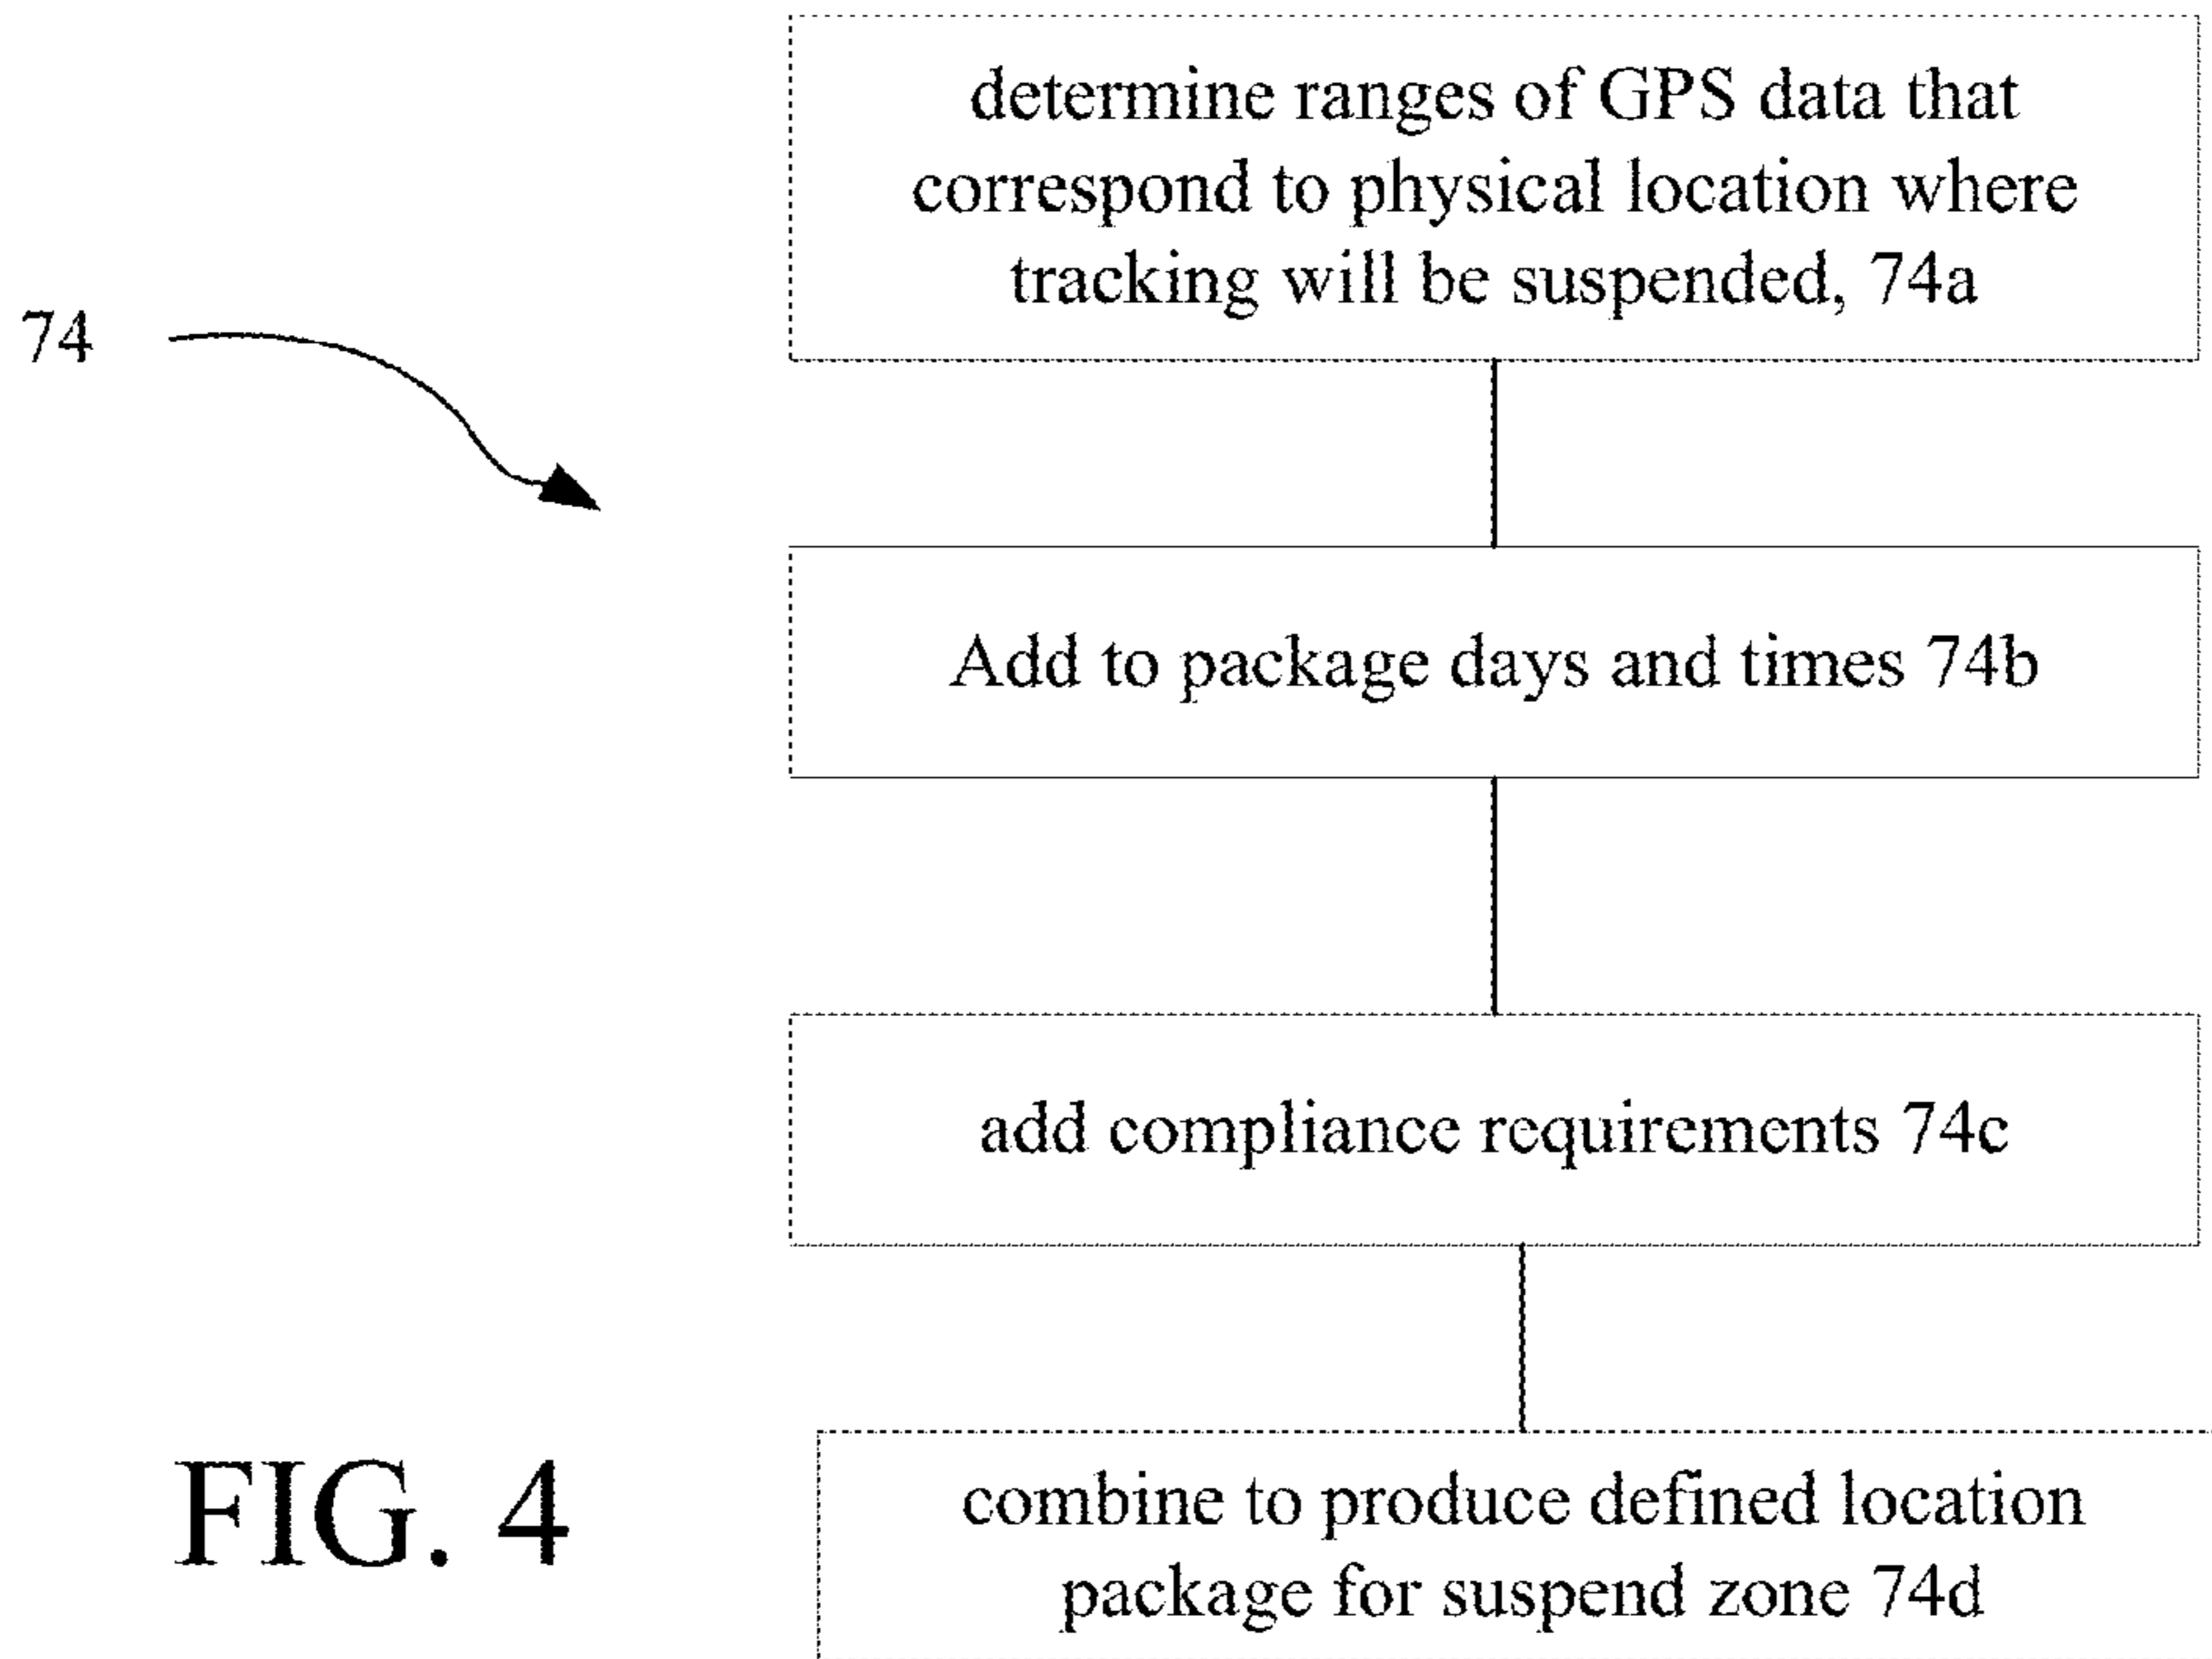 determine ranges of GPS data that
correspond to physical location where
tracking will be suspended, 74a
74
Add to package days and times 74b
add compliance requirements 74c
combine to produce defined location
package for suspend zone 74d
FIG. 4